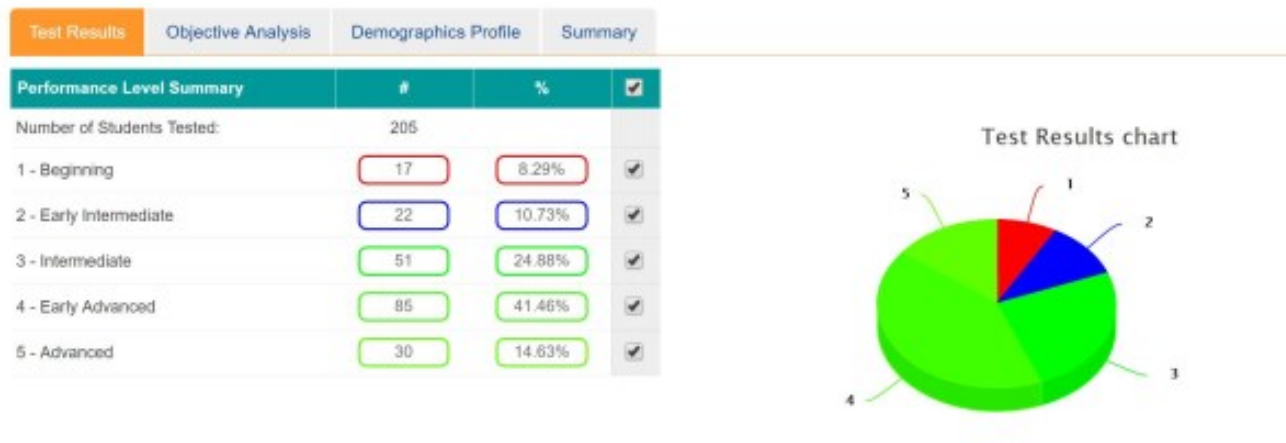 Test Results Objective Analysis Demographics Profile Summary
Performance Level Summary # %
Number of Students Tested: 205
1 - Beginning 17 8.29%
2 - Early Intermediate 22 10.73%
3 - Intermediate 51 24.88%
4 - Early Advanced 85 41.46%
5 - Advanced 30 14.63%
Test Results chart
1
5
2
3
4